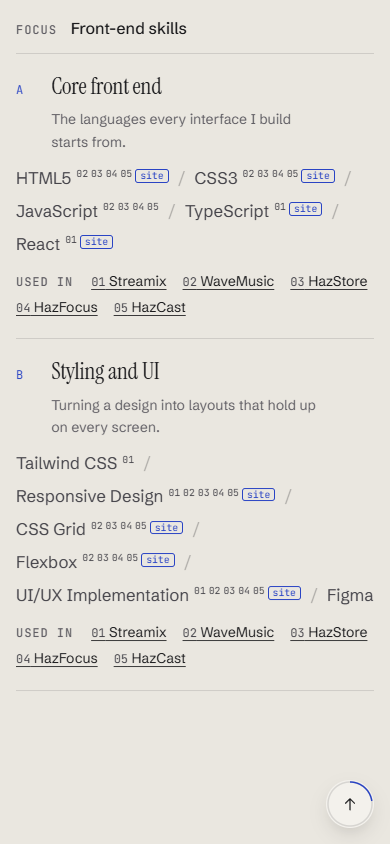 FOCUS Front-end skills
A Core front end
The languages every interface I build
starts from.
HTML5 02 03 04 05 site / CSS3 02 03 04 05 site /
JavaScript 02 03 04 05 / TypeScript 01 site /
React 01 site
USED IN 01 Streamix 02 WaveMusic 03 HazStore
04 HazFocus 05 HazCast
B Styling and UI
Turning a design into layouts that hold up
on every screen.
Tailwind CSS 01 /
Responsive Design 01 02 03 04 05 site /
CSS Grid 02 03 04 05 site /
Flexbox 02 03 04 05 site /
UI/UX Implementation 01 02 03 04 05 site / Figma
USED IN 01 Streamix 02 WaveMusic 03 HazStore
04 HazFocus 05 HazCast